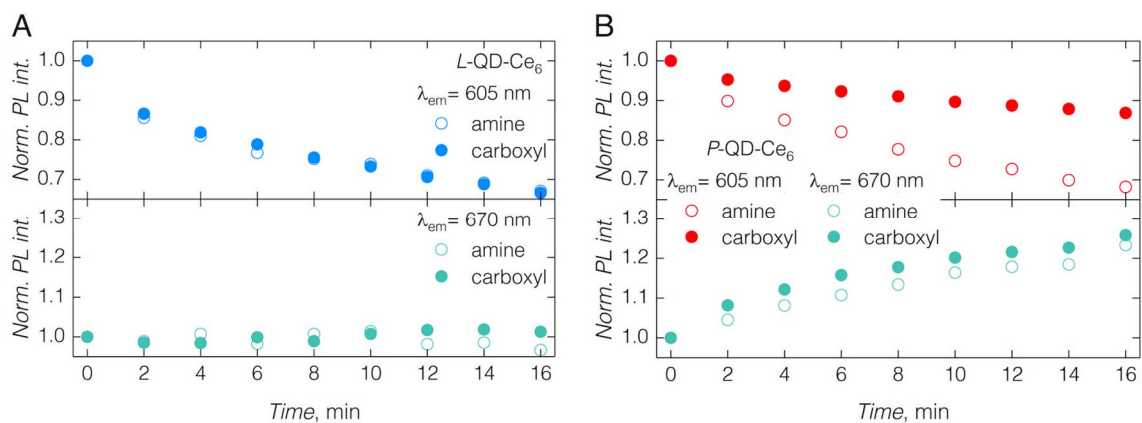 A
Norm. PL int.
1.0
0.9
0.8
0.7
L-QD-Ce6
λem= 605 nm
amine
carboxyl
Norm. PL int.
1.3
1.2
1.1
1.0
λem= 670 nm
amine
carboxyl
0 2 4 6 8 10 12 14 16
Time, min
B
Norm. PL int.
1.0
0.9
0.8
0.7
P-QD-Ce6
λem= 605 nm λem= 670 nm
amine amine
carboxyl carboxyl
Norm. PL int.
1.3
1.2
1.1
1.0
0 2 4 6 8 10 12 14 16
Time, min